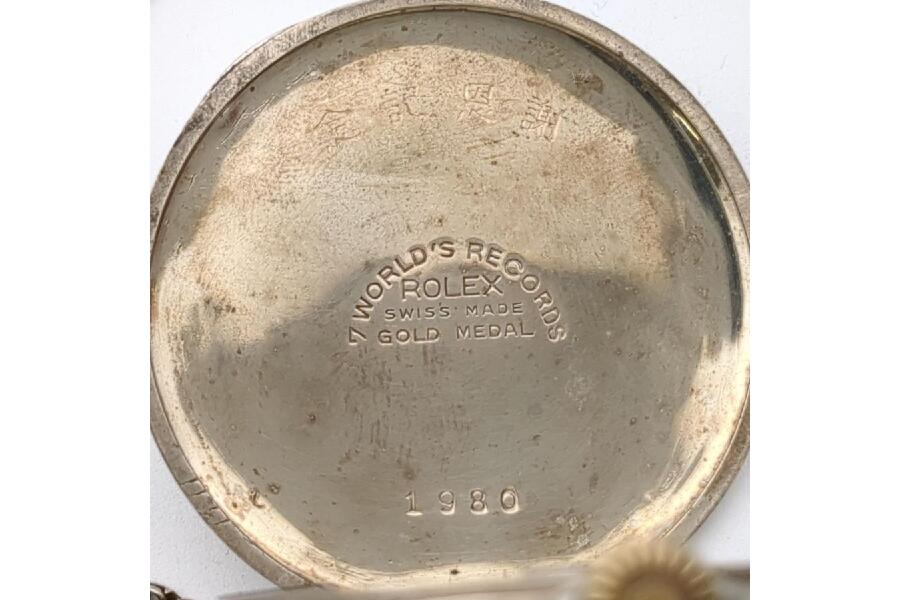 7 WORLD'S RECORDS
ROLEX
SWISS MADE
GOLD MEDAL
1980